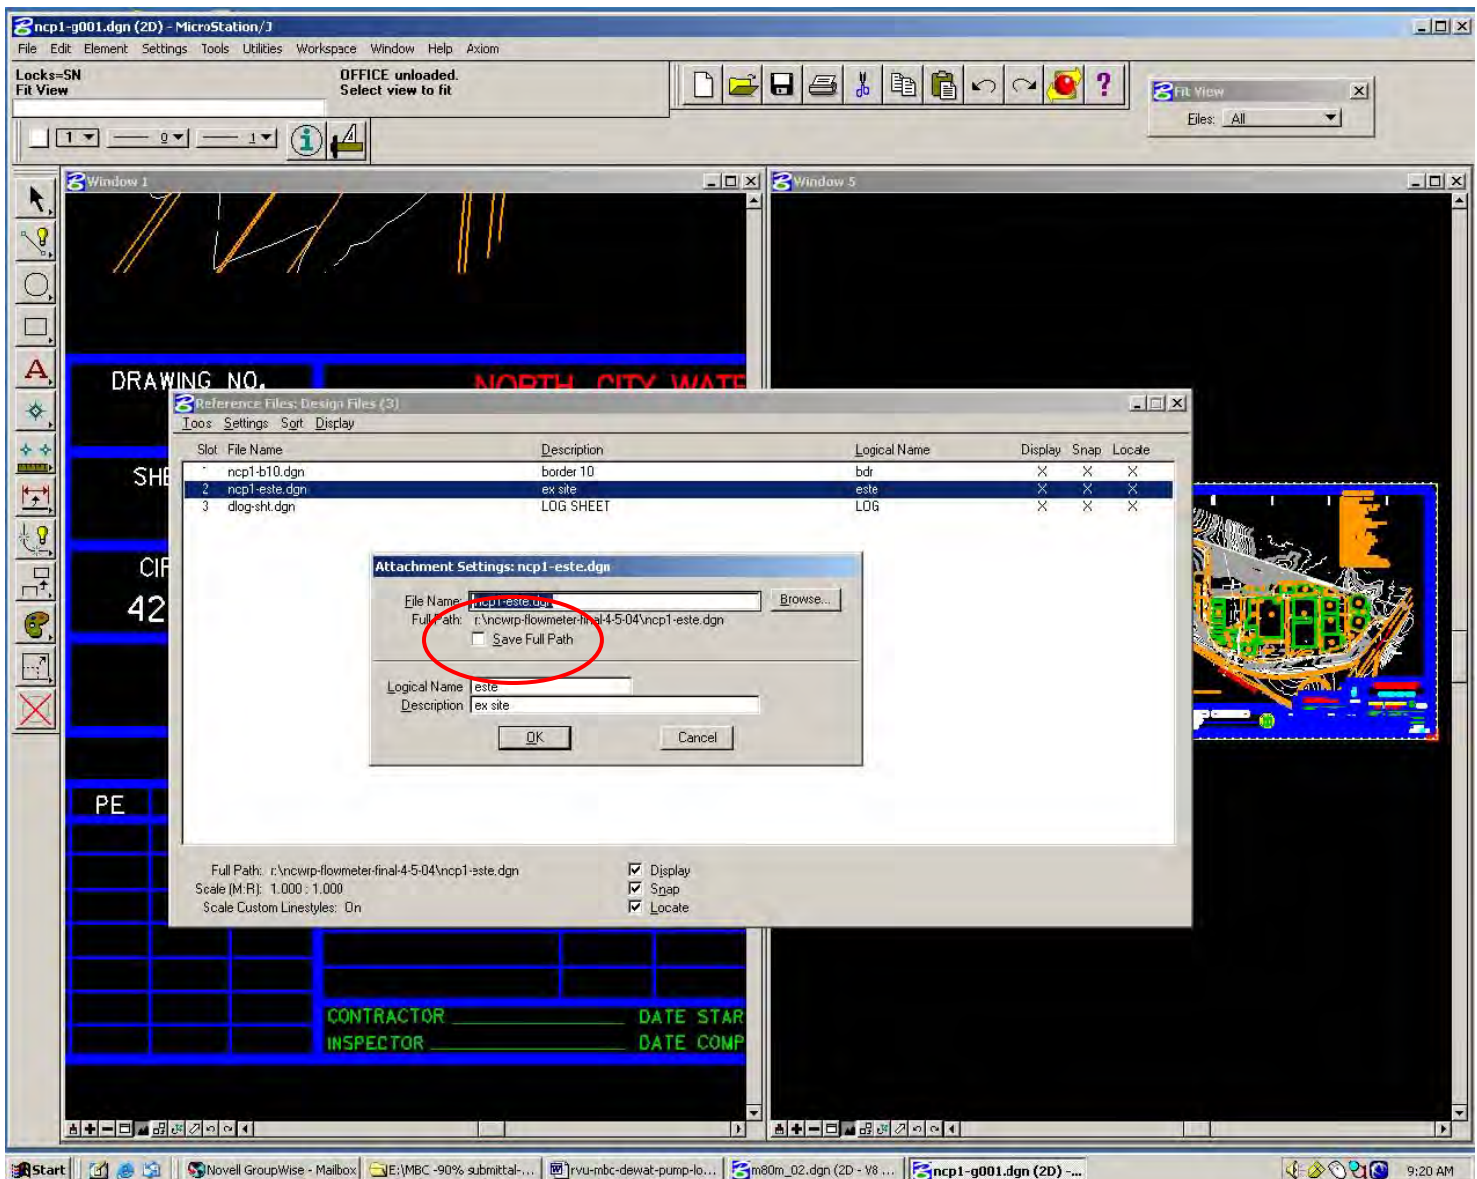 ncp1-g001.dgn (2D) - MicroStation/J
File Edit Element Settings Tools Utilities Workspace Window Help Axiom
Locks=SN OFFICE unloaded.
Fit View Select view to fit
Fit View
Files: All
1 0 1
Window 1
Window 5
DRAWING NO.
NORTH CITY WATE
Reference Files: Design Files (3)
Toos Settings Sort Display
Slot File Name Description Logical Name Display Snap Locate
ncp1-b10.dgn border 10 bdr X X X
2 ncp1-este.dgn ex site este X X X
3 dlog-sht.dgn LOG SHEET LOG X X X
SHE
Attachment Settings: ncp1-este.dgn
File Name: ncp1-este.dgn Browse...
Full Path: r:\ncwrp-flowmeter-final-4-5-04\ncp1-este.dgn
Save Full Path
Logical Name este
Description ex site
OK Cancel
CIF
42
PE
Full Path: r:\ncwrp-flowmeter-final-4-5-04\ncp1-este.dgn
Scale (M:R): 1.000 : 1.000
Scale Custom Linestyles: On
Display
Snap
Locate
CONTRACTOR DATE STAR
INSPECTOR DATE COMP
Start Novell GroupWise - Mailbox E:\MBC -90% submittal-... rvu-mbc-dewat-pump-lo... m80m_02.dgn (2D - V8 ... ncp1-g001.dgn (2D) -... 9:20 AM